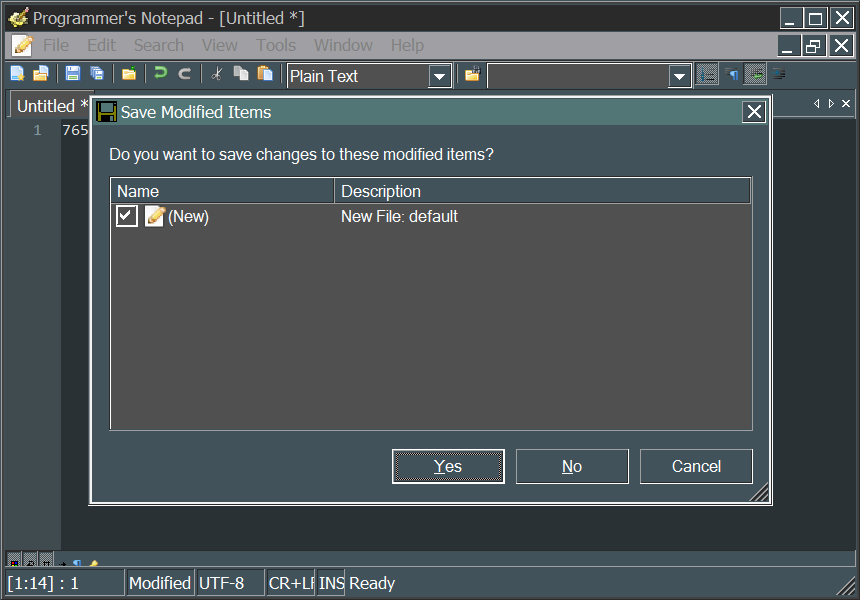 Programmer's Notepad - [Untitled *]
File Edit Search View Tools Window Help
Plain Text
Untitled *
1 765
Save Modified Items
Do you want to save changes to these modified items?
Name Description
(New) New File: default
Yes No Cancel
[1:14] : 1 Modified UTF-8 CR+LF INS Ready